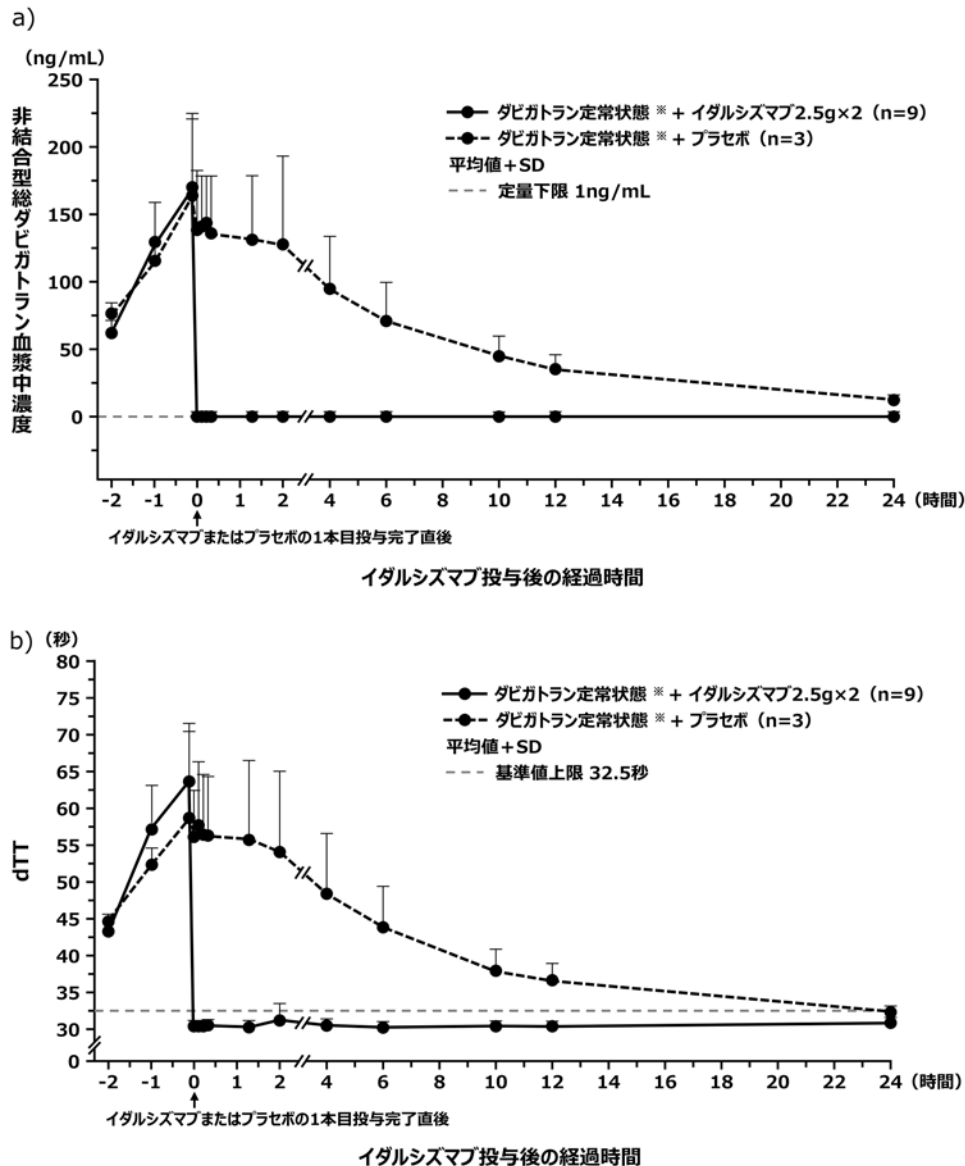 a)
(ng/mL)
非結合型総ダビガトラン血漿中濃度
250
200
150
100
50
0
ダビガトラン定常状態 ※ + イダルシズマブ2.5g×2（n=9）
ダビガトラン定常状態 ※ + プラセボ（n=3）
平均値+SD
定量下限 1ng/mL
-2 -1 0 1 2 4 6 8 10 12 14 16 18 20 22 24 (時間)
イダルシズマブまたはプラセボの1本目投与完了直後
イダルシズマブ投与後の経過時間
b)
(秒)
dTT
80
75
70
65
60
55
50
45
40
35
30
0
ダビガトラン定常状態 ※ + イダルシズマブ2.5g×2（n=9）
ダビガトラン定常状態 ※ + プラセボ（n=3）
平均値+SD
基準値上限 32.5秒
-2 -1 0 1 2 4 6 8 10 12 14 16 18 20 22 24 (時間)
イダルシズマブまたはプラセボの1本目投与完了直後
イダルシズマブ投与後の経過時間